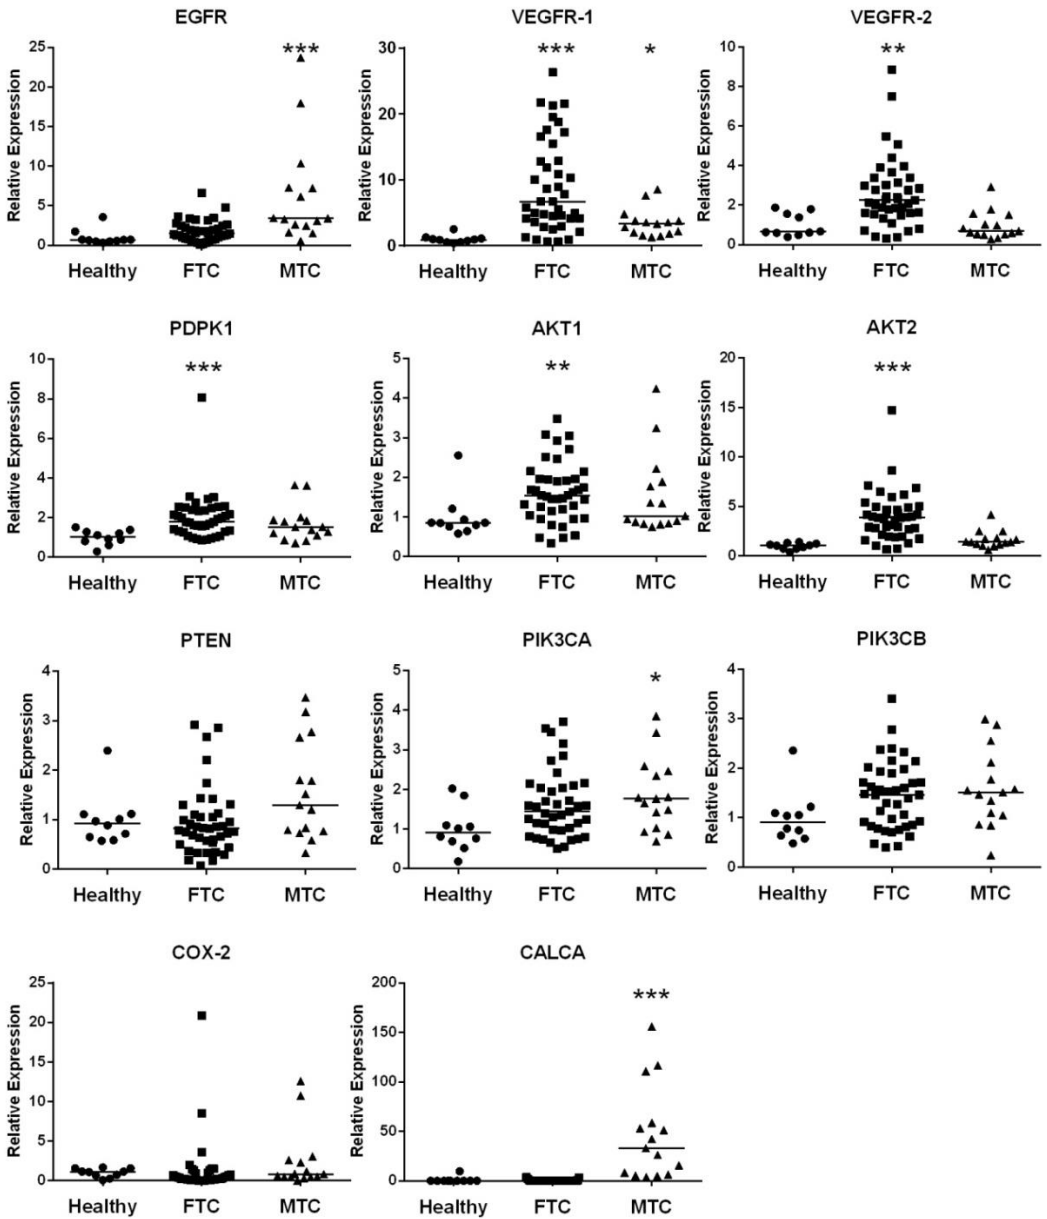 EGFR
***
Relative Expression
25
20
15
10
5
0
Healthy FTC MTC
VEGFR-1
*** *
Relative Expression
30
20
10
0
Healthy FTC MTC
VEGFR-2
**
Relative Expression
10
8
6
4
2
0
Healthy FTC MTC
PDPK1
***
Relative Expression
10
8
6
4
2
0
Healthy FTC MTC
AKT1
**
Relative Expression
5
4
3
2
1
0
Healthy FTC MTC
AKT2
***
Relative Expression
20
15
10
5
0
Healthy FTC MTC
PTEN
Relative Expression
4
3
2
1
0
Healthy FTC MTC
PIK3CA
*
Relative Expression
5
4
3
2
1
0
Healthy FTC MTC
PIK3CB
Relative Expression
4
3
2
1
0
Healthy FTC MTC
COX-2
Relative Expression
25
20
15
10
5
0
Healthy FTC MTC
CALCA
***
Relative Expression
200
150
100
50
0
Healthy FTC MTC